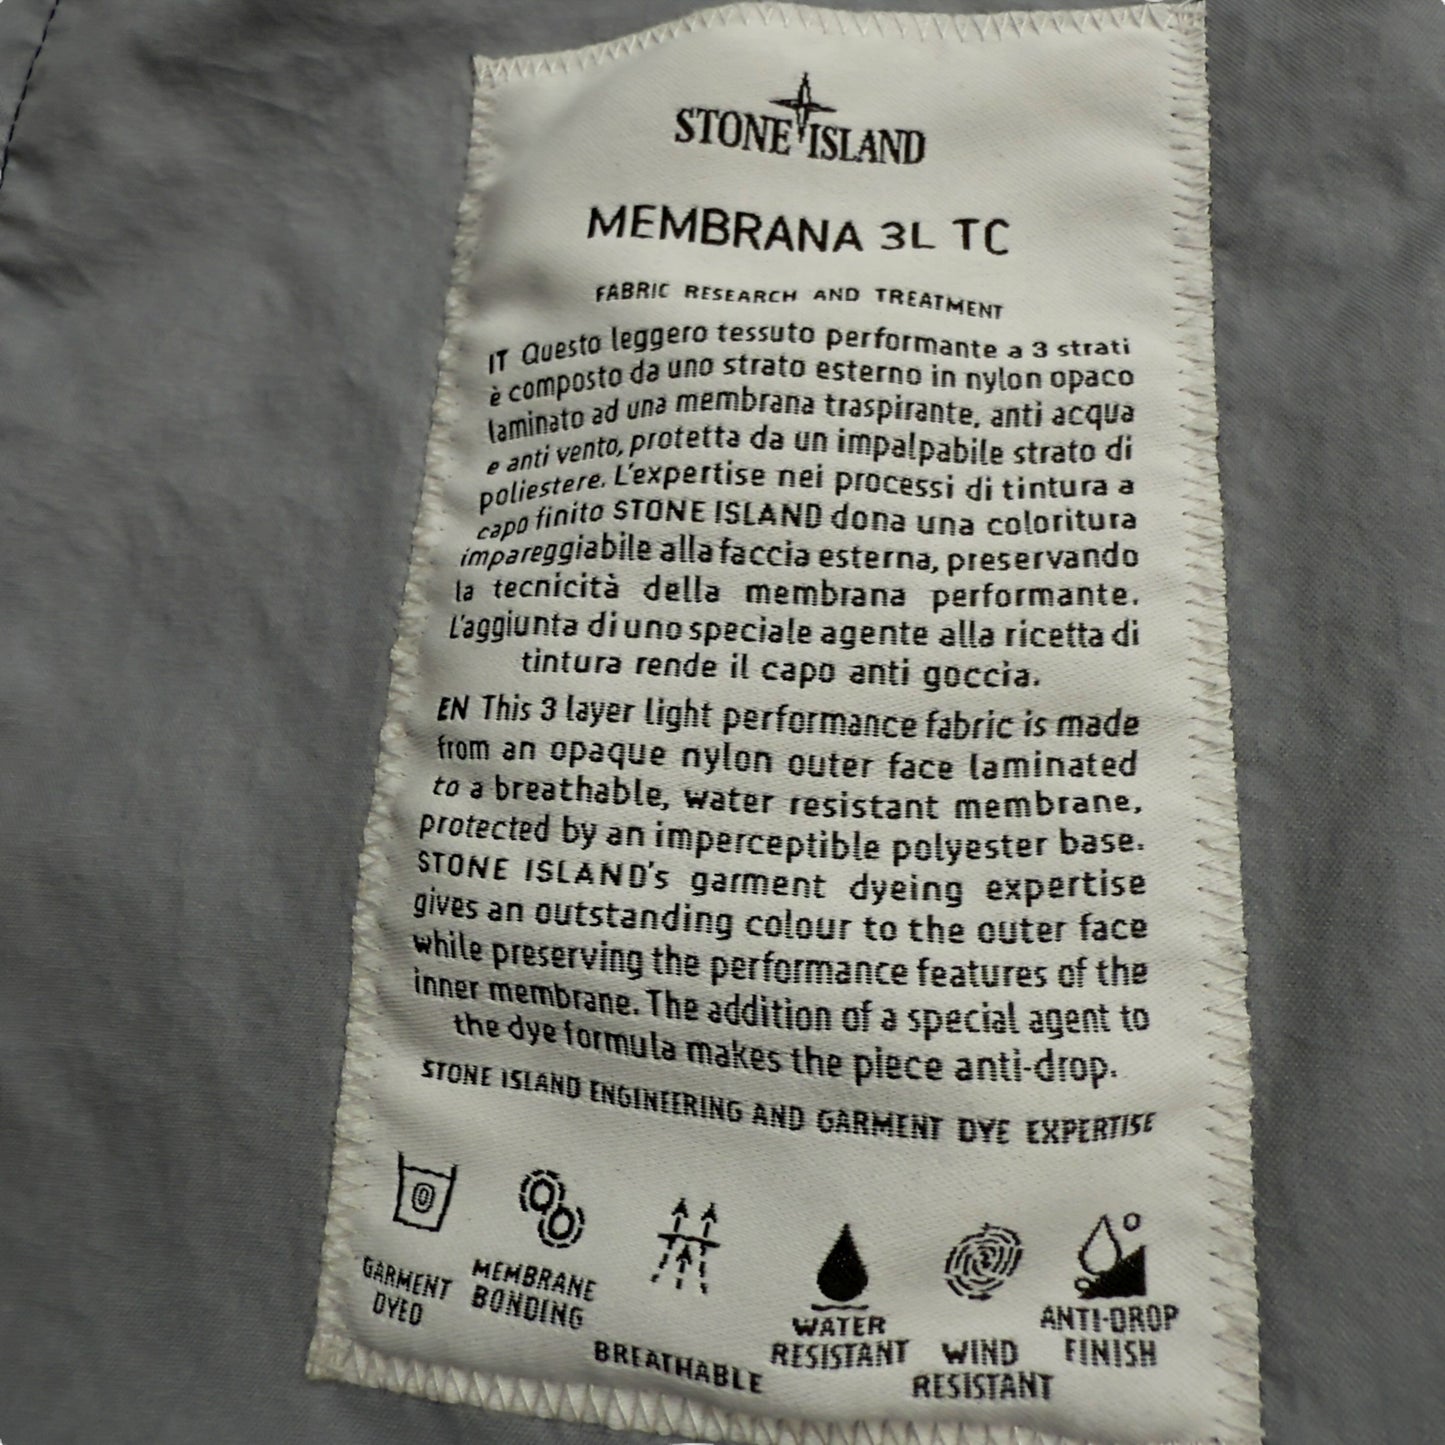 STONE ISLAND
MEMBRANA 3L TC
FABRIC RESEARCH AND TREATMENT
IT Questo leggero tessuto performante a 3 strati
è composto da uno strato esterno in nylon opaco
laminato ad una membrana traspirante, anti acqua
e anti vento, protetta da un impalpabile strato di
poliestere. L'expertise nei processi di tintura a
capo finito STONE ISLAND dona una coloritura
impareggiabile alla faccia esterna, preservando
la tecnicità della membrana performante.
L'aggiunta di uno speciale agente alla ricetta di
tintura rende il capo anti goccia.
EN This 3 layer light performance fabric is made
from an opaque nylon outer face laminated
to a breathable, water resistant membrane,
protected by an imperceptible polyester base.
STONE ISLAND's garment dyeing expertise
gives an outstanding colour to the outer face
while preserving the performance features of the
inner membrane. The addition of a special agent to
the dye formula makes the piece anti-drop.
STONE ISLAND ENGINEERING AND GARMENT DYE EXPERTISE
GARMENT
DYED
MEMBRANE
BONDING
BREATHABLE
WATER
RESISTANT
WIND
RESISTANT
ANTI-DROP
FINISH